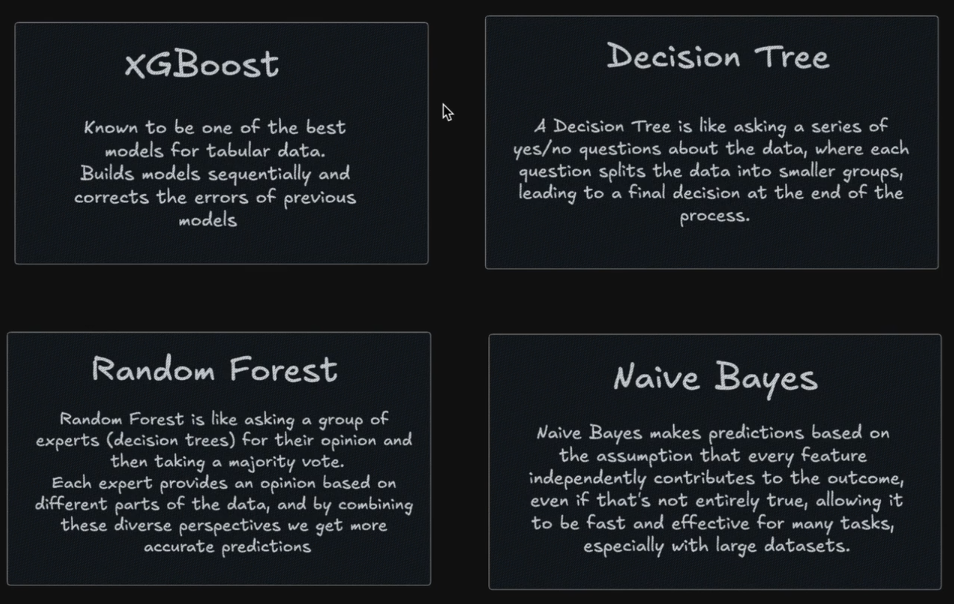 XGBoost
Known to be one of the best
models for tabular data.
Builds models sequentially and
corrects the errors of previous
models
Decision Tree
A Decision Tree is like asking a series of
yes/no questions about the data, where each
question splits the data into smaller groups,
leading to a final decision at the end of the
process.
Random Forest
Random Forest is like asking a group of
experts (decision trees) for their opinion and
then taking a majority vote.
Each expert provides an opinion based on
different parts of the data, and by combining
these diverse perspectives we get more
accurate predictions
Naive Bayes
Naive Bayes makes predictions based on
the assumption that every feature
independently contributes to the outcome,
even if that's not entirely true, allowing it
to be fast and effective for many tasks,
especially with large datasets.